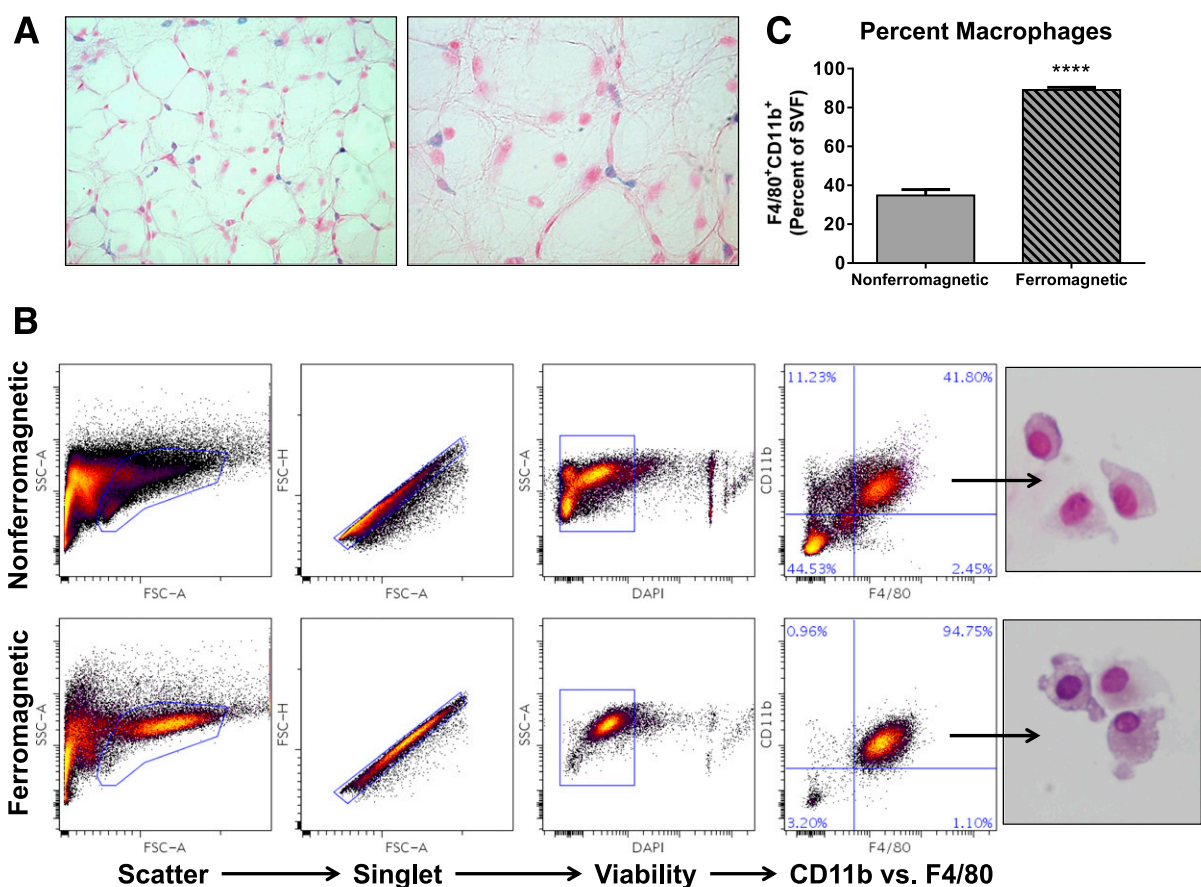 A
C
Percent Macrophages
F4/80+CD11b+
(Percent of SVF)
100
80
60
40
20
0
****
Nonferromagnetic
Ferromagnetic
B
Nonferromagnetic
SSC-A
FSC-A
FSC-H
FSC-A
SSC-A
DAPI
CD11b
11.23%
41.80%
44.53%
2.45%
F4/80
Ferromagnetic
SSC-A
FSC-A
FSC-H
FSC-A
SSC-A
DAPI
CD11b
0.96%
94.75%
3.20%
1.10%
F4/80
Scatter
Singlet
Viability
CD11b vs. F4/80